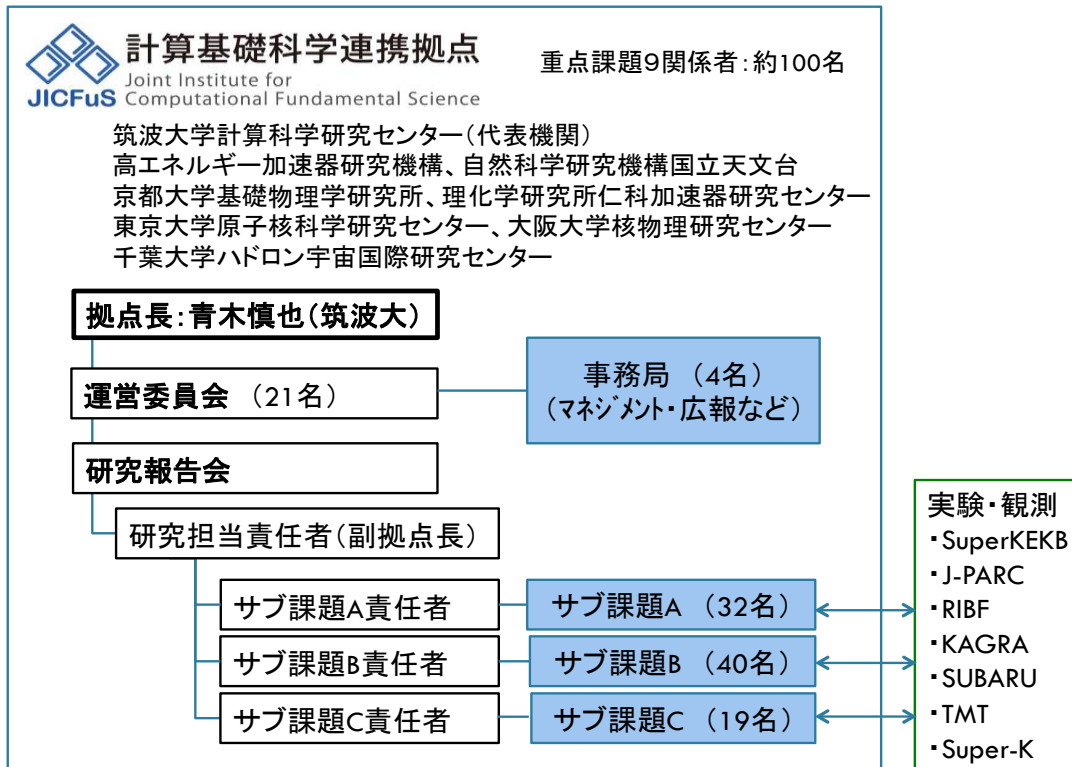 計算基礎科学連携拠点
Joint Institute for
Computational Fundamental Science
JICFuS
重点課題9関係者：約100名
筑波大学計算科学研究センター（代表機関）
高エネルギー加速器研究機構、自然科学研究機構国立天文台
京都大学基礎物理学研究所、理化学研究所仁科加速器研究センター
東京大学原子核科学研究センター、大阪大学核物理研究センター
千葉大学ハドロン宇宙国際研究センター
拠点長：青木慎也（筑波大）
運営委員会 （21名）
事務局 （4名）
（ﾏﾈｼﾞﾒﾝﾄ・広報など）
研究報告会
研究担当責任者（副拠点長）
サブ課題A責任者
サブ課題A （32名）
サブ課題B責任者
サブ課題B （40名）
サブ課題C責任者
サブ課題C （19名）
実験・観測
・SuperKEKB
・J-PARC
・RIBF
・KAGRA
・SUBARU
・TMT
・Super-K